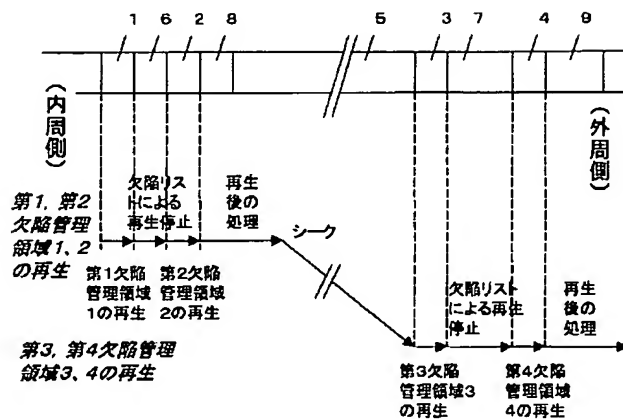 1 6 2 8 5 3 7 4 9
(内周側)
(外周側)
第1, 第2
欠陥管理
領域1、2
の再生
欠陥リス
トによる
再生停止
再生
後の
処理
シーク
第1欠陥
管理領域
1の再生
第2欠陥
管理領域
2の再生
欠陥リスト
による再生
停止
再生
後の
処理
第3, 第4欠陥管理
領域3、4の再生
第3欠陥
管理領域3
の再生
第4欠陥
管理領域
4の再生